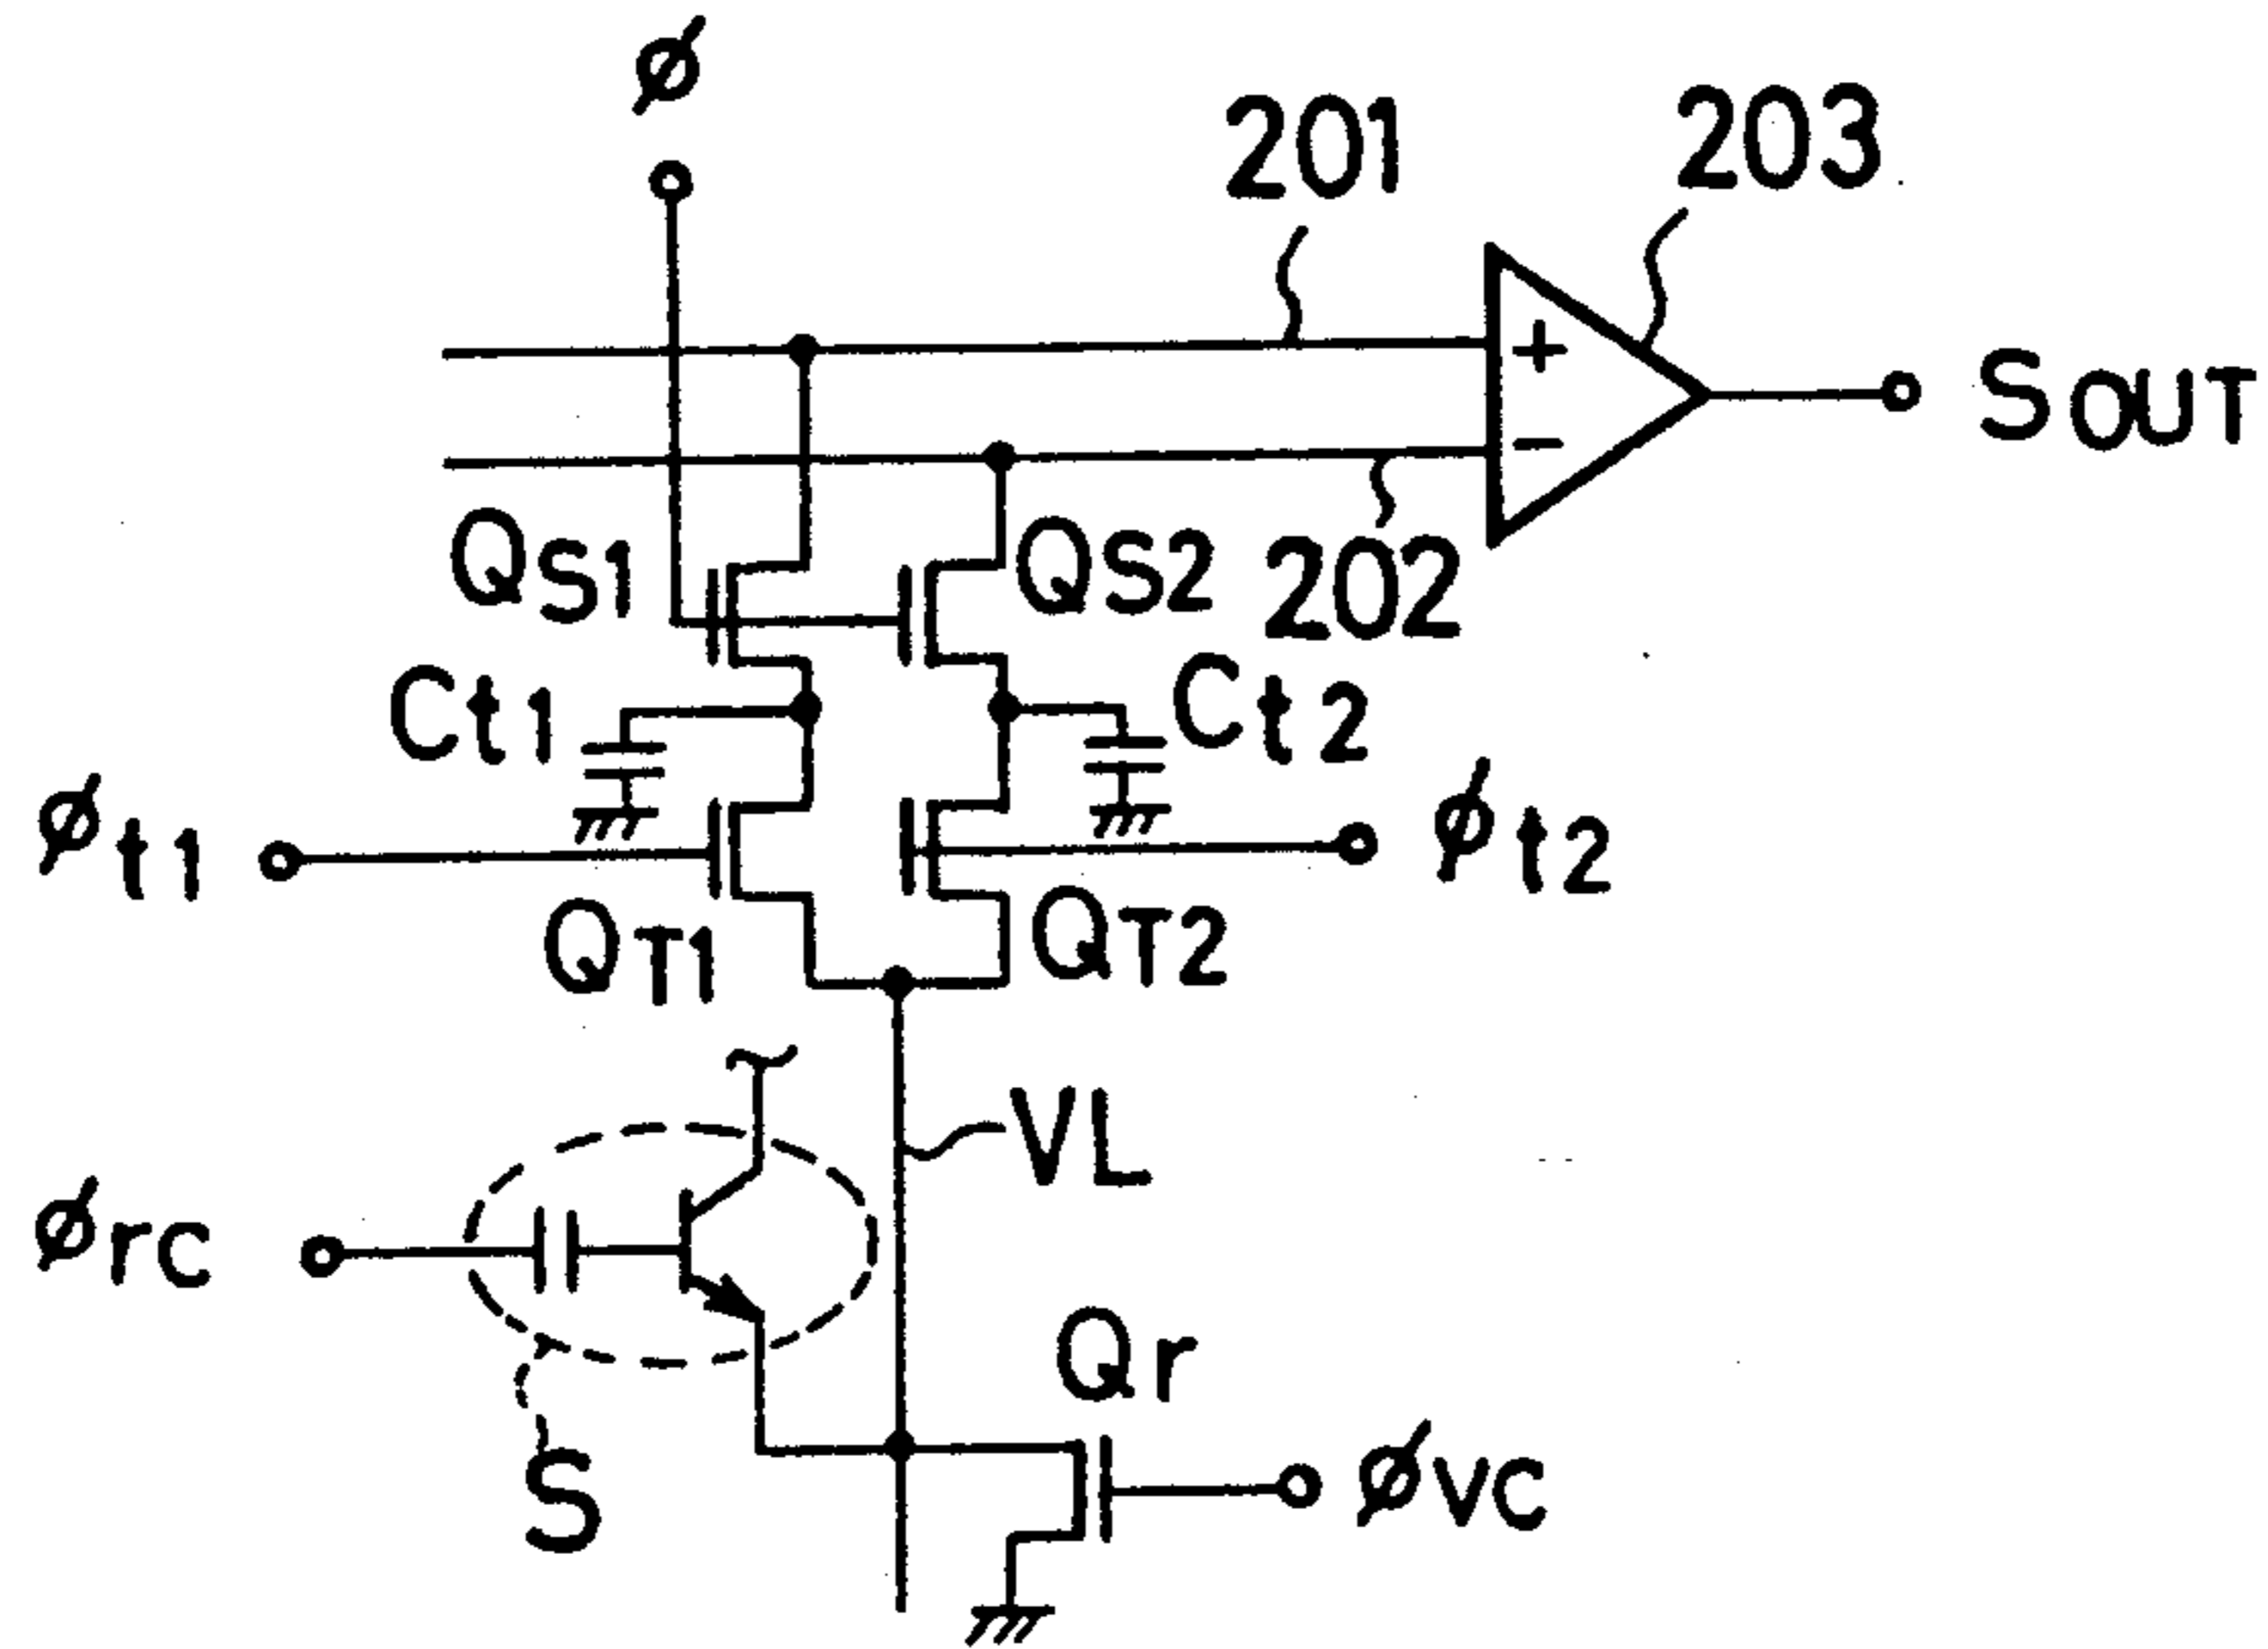 ø
201
203
+
SOUT
-
QS1
QS2
202
Ct1
Ct2
øt1
øt2
QT1
QT2
VL
ørc
Qr
øvc
S